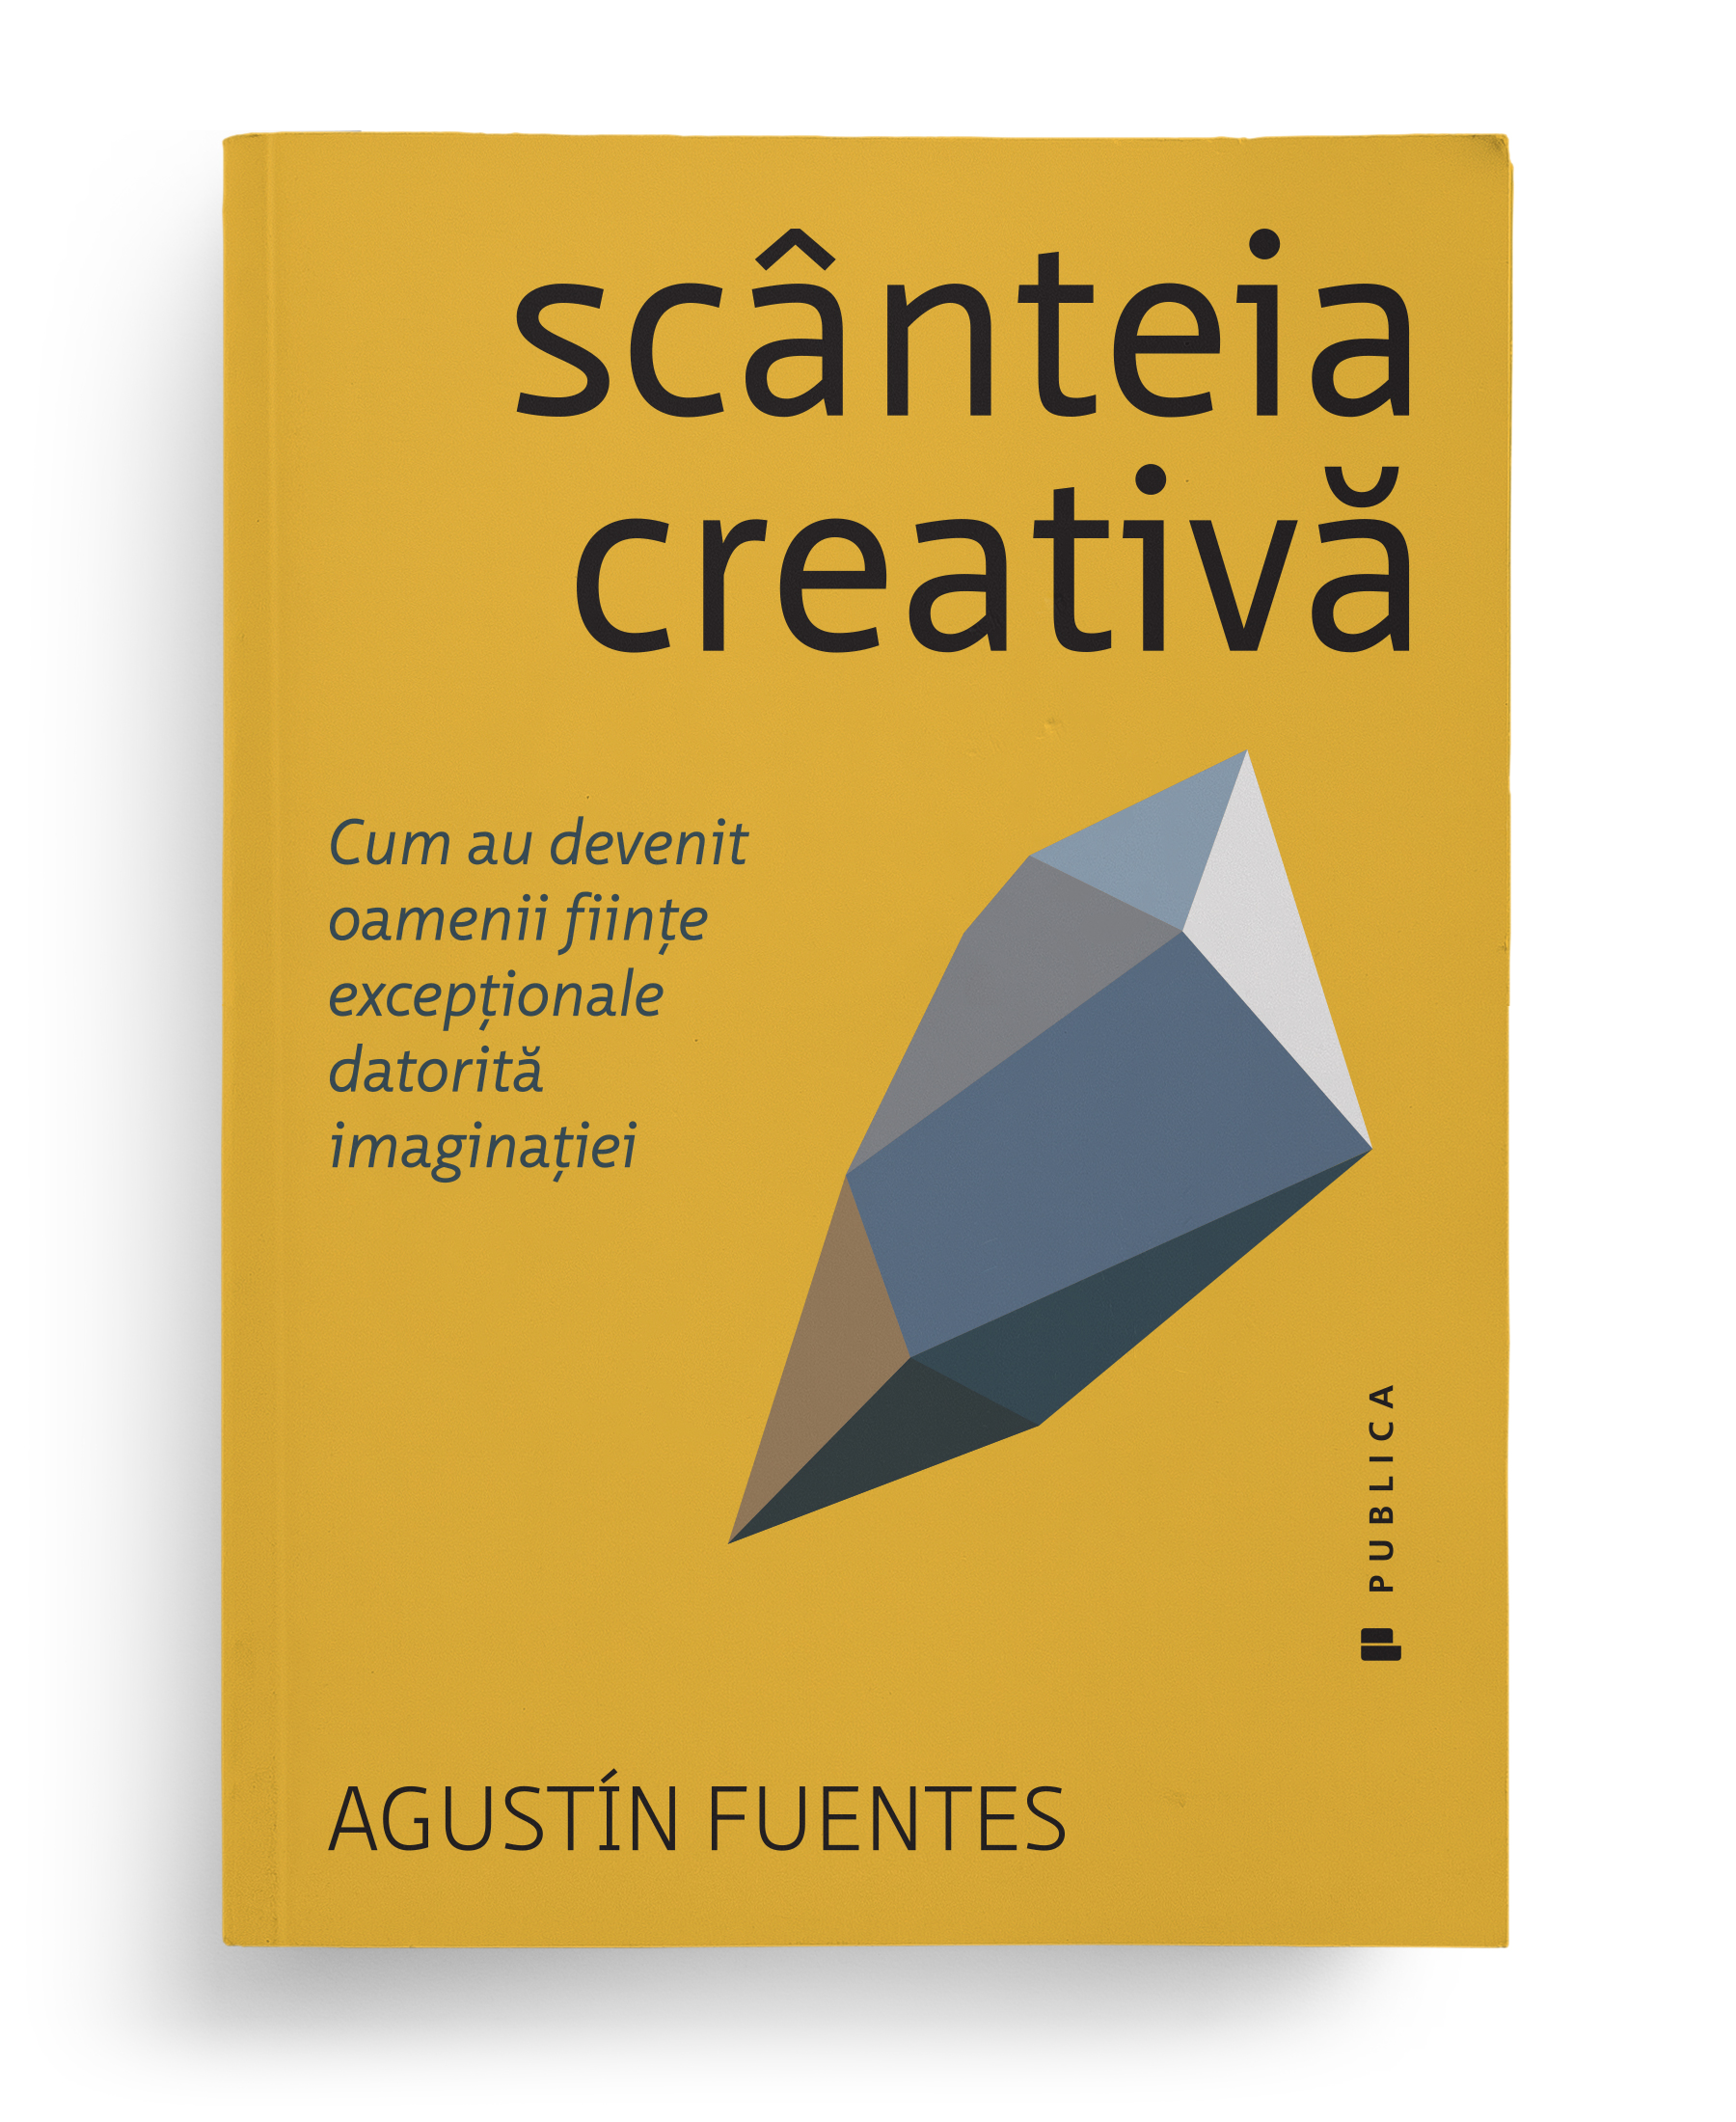 scânteia
creativă
Cum au devenit
oamenii ființe
excepționale
datorită
imaginației
PUBLICA
AGUSTÍN FUENTES